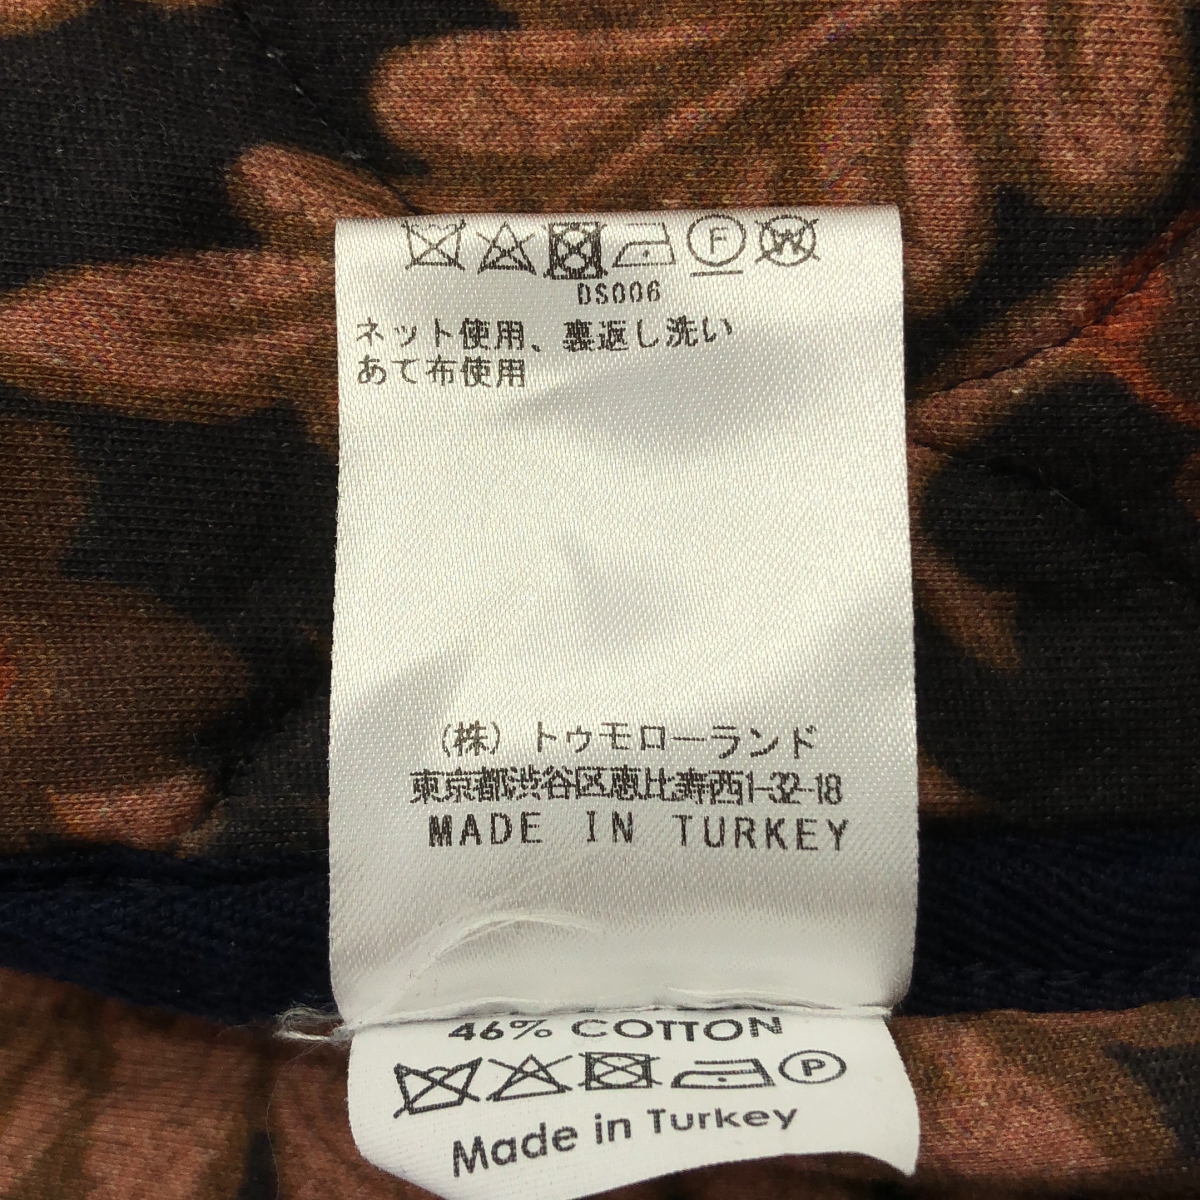 F W
DS006
ネット使用、裏返し洗い
あて布使用
(株) トゥモローランド
東京都渋谷区恵比寿西1-32-18
MADE IN TURKEY
46% COTTON
P
Made in Turkey